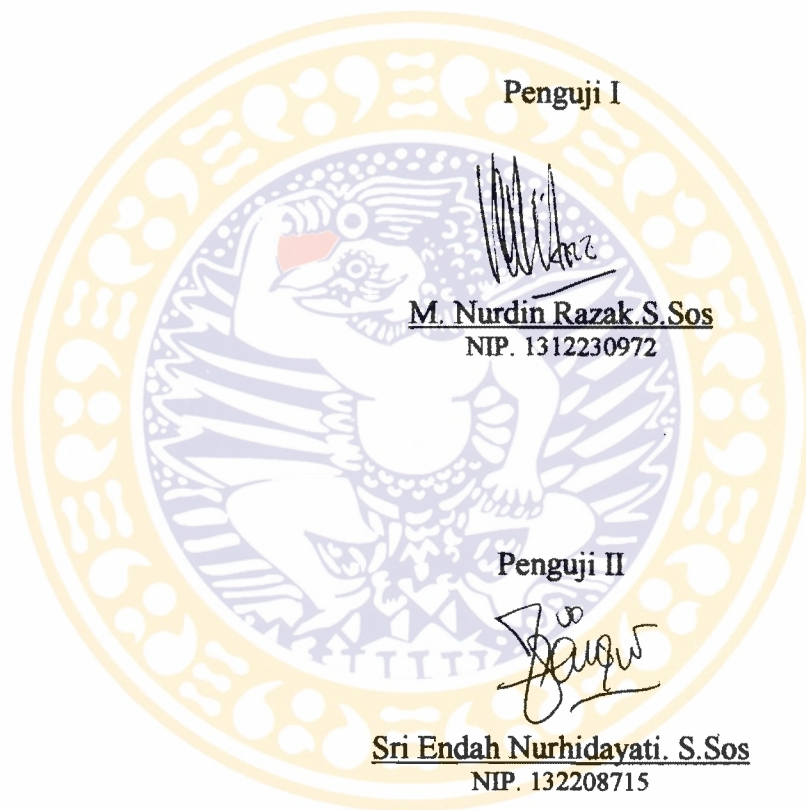 Penguji I
M. Nurdin Razak.S.Sos
NIP. 1312230972
Penguji II
Sri Endah Nurhidayati. S.Sos
NIP. 132208715